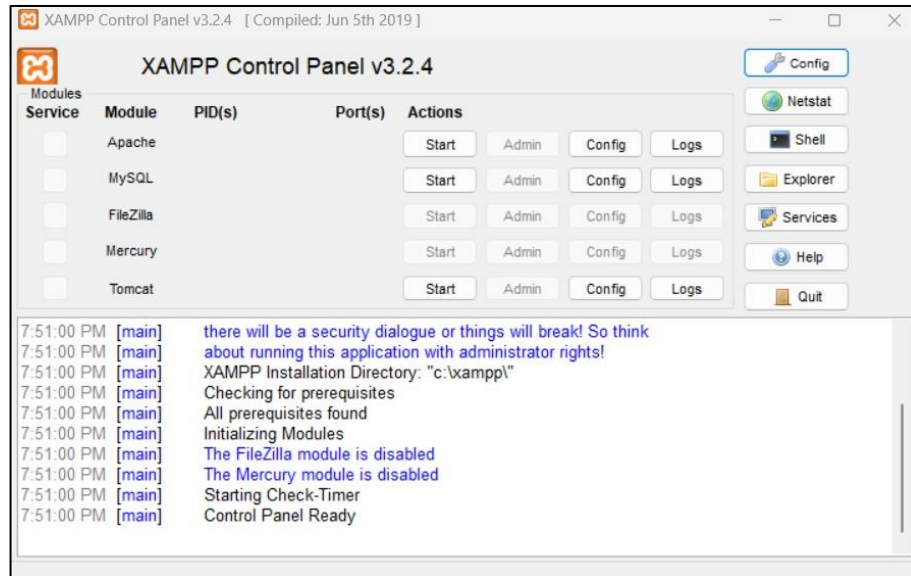 XAMPP Control Panel v3.2.4 [ Compiled: Jun 5th 2019 ]
XAMPP Control Panel v3.2.4
Config
Modules
Service Module PID(s) Port(s) Actions
Netstat
Apache Start Admin Config Logs
Shell
MySQL Start Admin Config Logs
Explorer
FileZilla Start Admin Config Logs
Services
Mercury Start Admin Config Logs
Help
Tomcat Start Admin Config Logs
Quit
7:51:00 PM [main] there will be a security dialogue or things will break! So think
7:51:00 PM [main] about running this application with administrator rights!
7:51:00 PM [main] XAMPP Installation Directory: "c:\xampp\"
7:51:00 PM [main] Checking for prerequisites
7:51:00 PM [main] All prerequisites found
7:51:00 PM [main] Initializing Modules
7:51:00 PM [main] The FileZilla module is disabled
7:51:00 PM [main] The Mercury module is disabled
7:51:00 PM [main] Starting Check-Timer
7:51:00 PM [main] Control Panel Ready